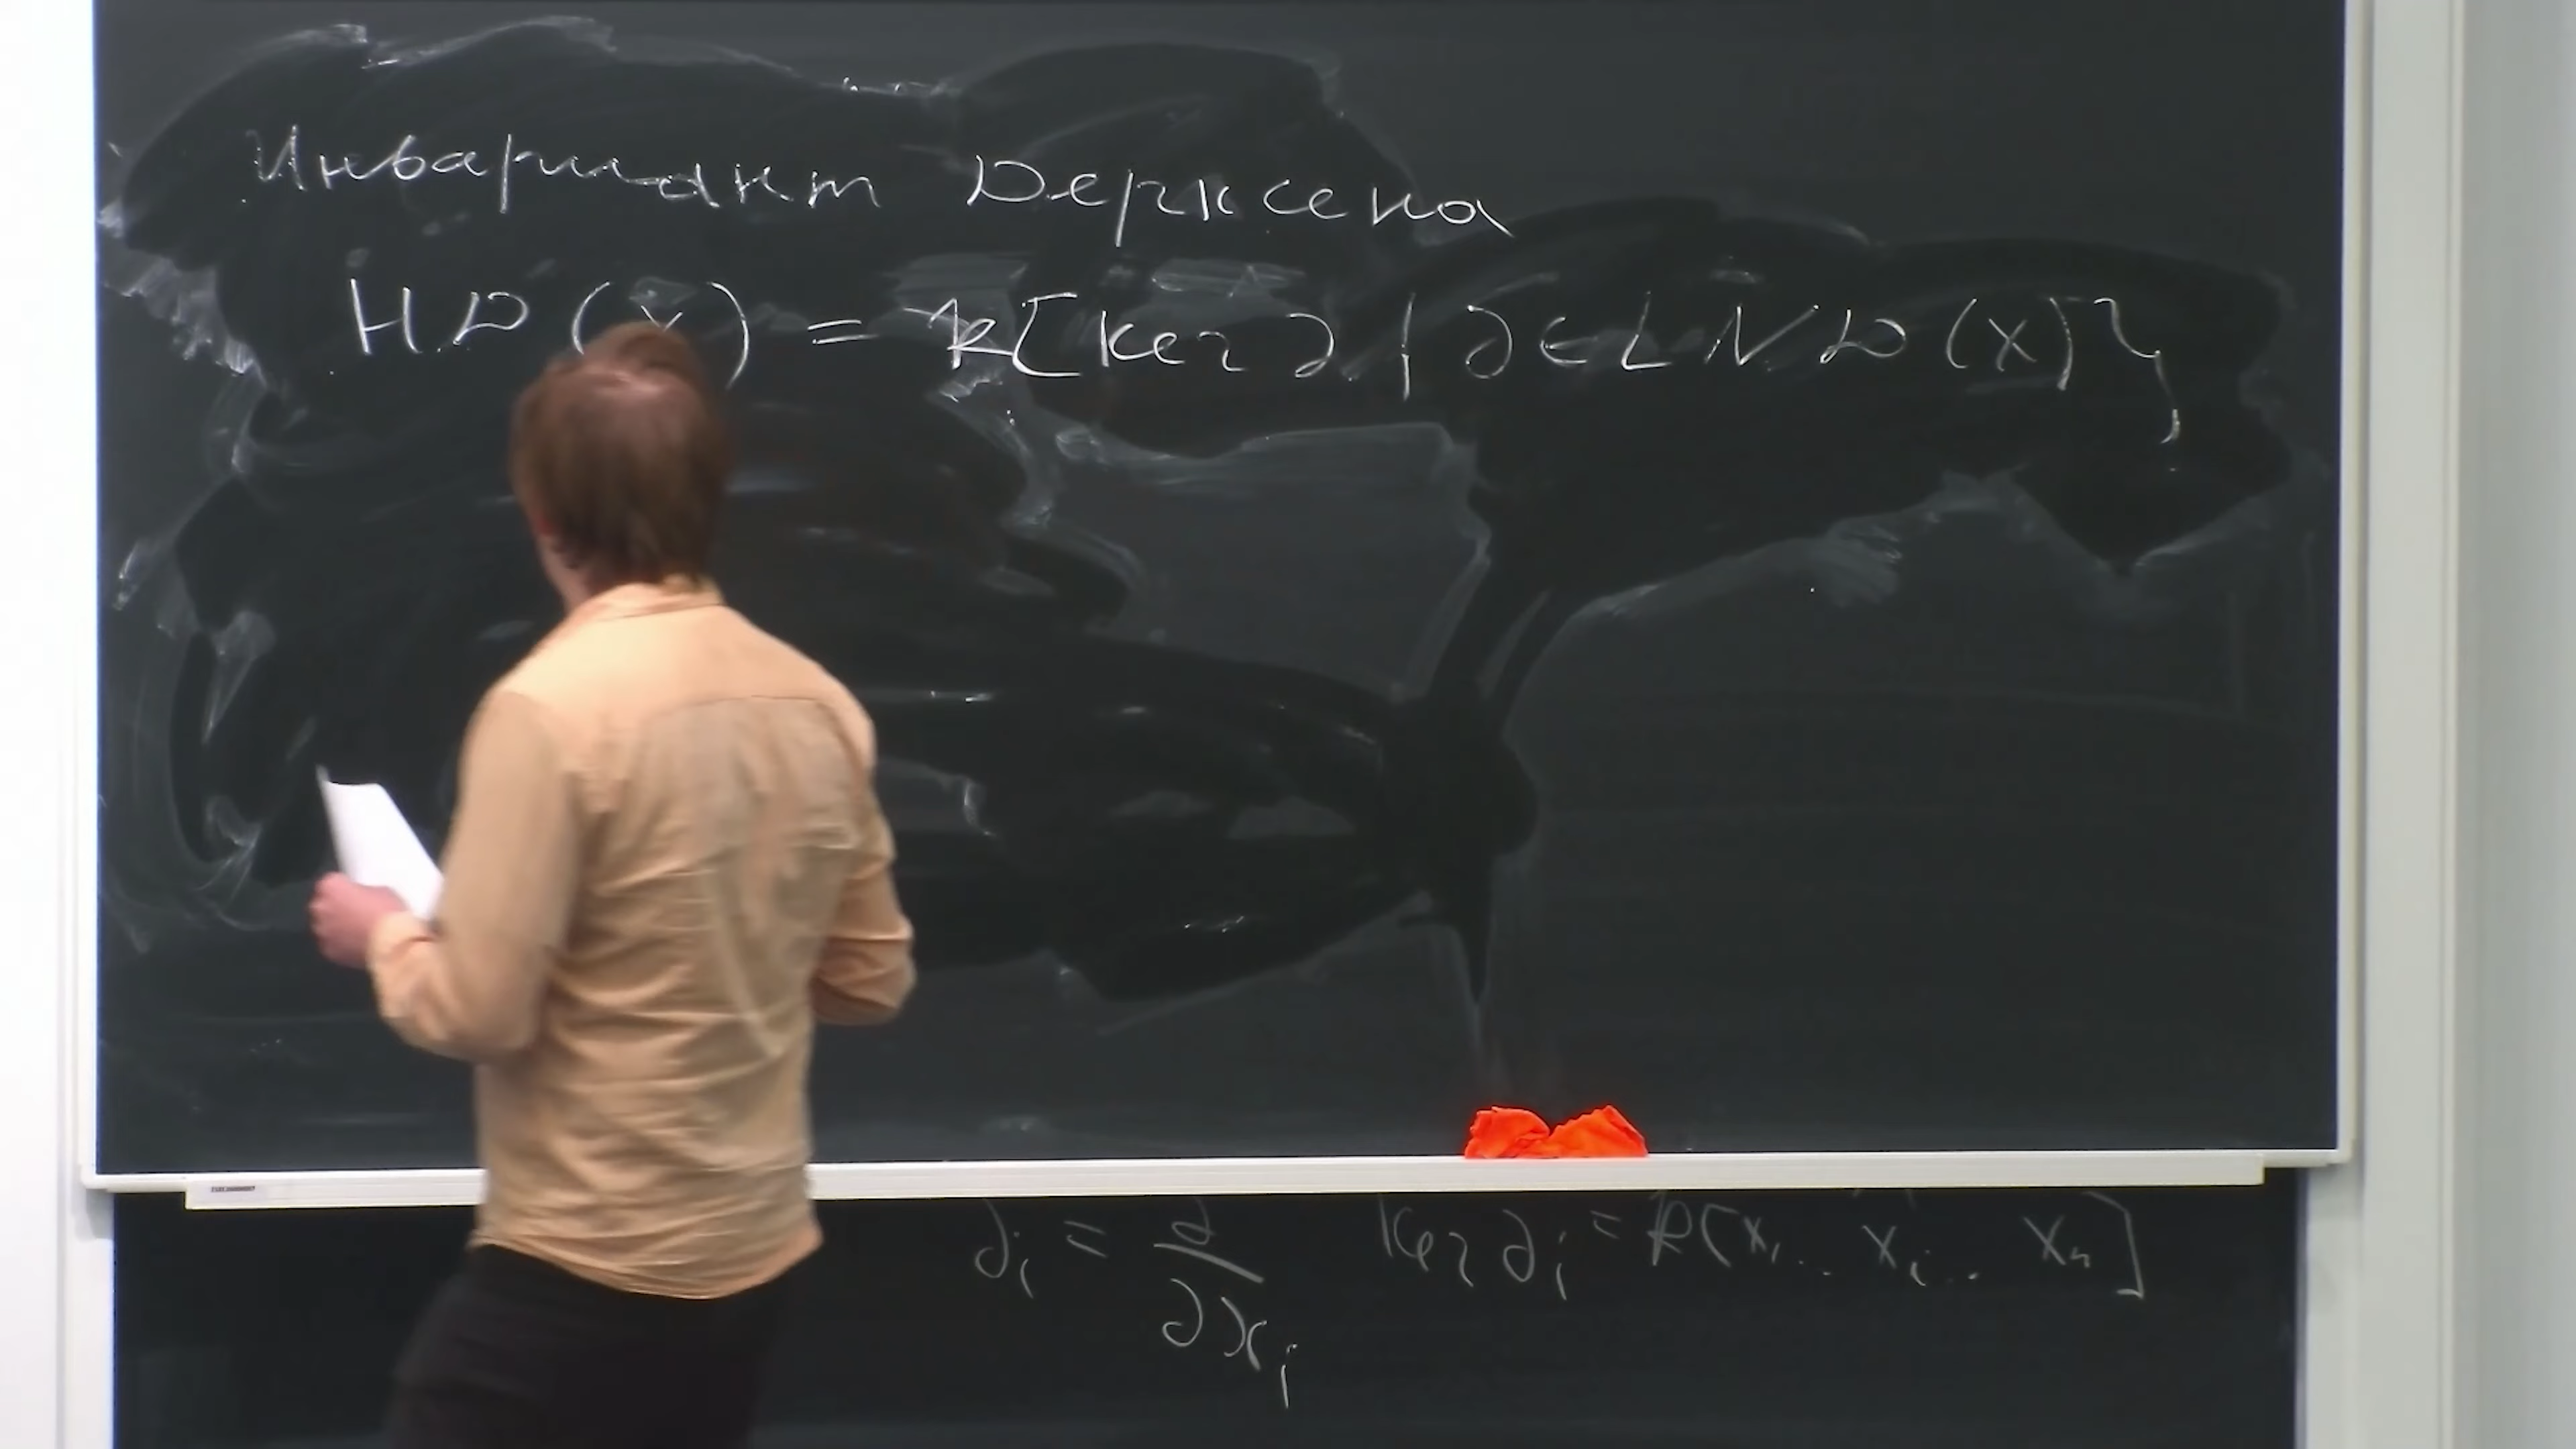 Инвариант Дерксена
HD(X) = k[Ker ∂ | ∂ ∈ LND(X)],
∂ᵢ = ∂/∂xᵢ Ker ∂ᵢ = k[x₁.. x̂ᵢ.. xₙ]